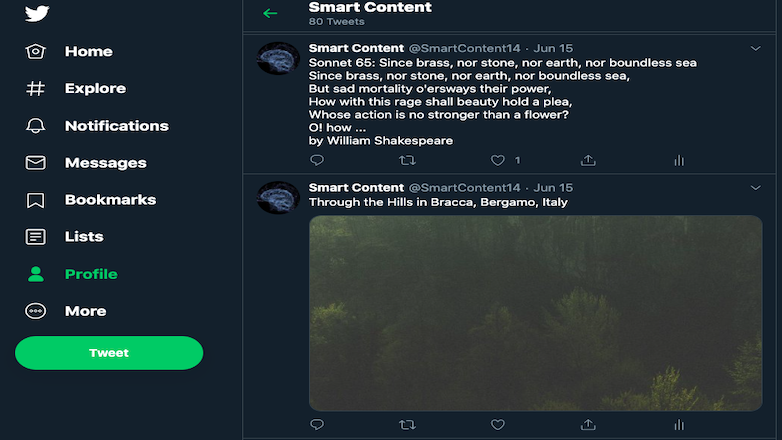 Smart Content
80 Tweets
Home
Explore
Notifications
Messages
Bookmarks
Lists
Profile
More
Tweet
Smart Content @SmartContent14 · Jun 15
Sonnet 65: Since brass, nor stone, nor earth, nor boundless sea
Since brass, nor stone, nor earth, nor boundless sea,
But sad mortality o'ersways their power,
How with this rage shall beauty hold a plea,
Whose action is no stronger than a flower?
O! how ...
by William Shakespeare
1
Smart Content @SmartContent14 · Jun 15
Through the Hills in Bracca, Bergamo, Italy